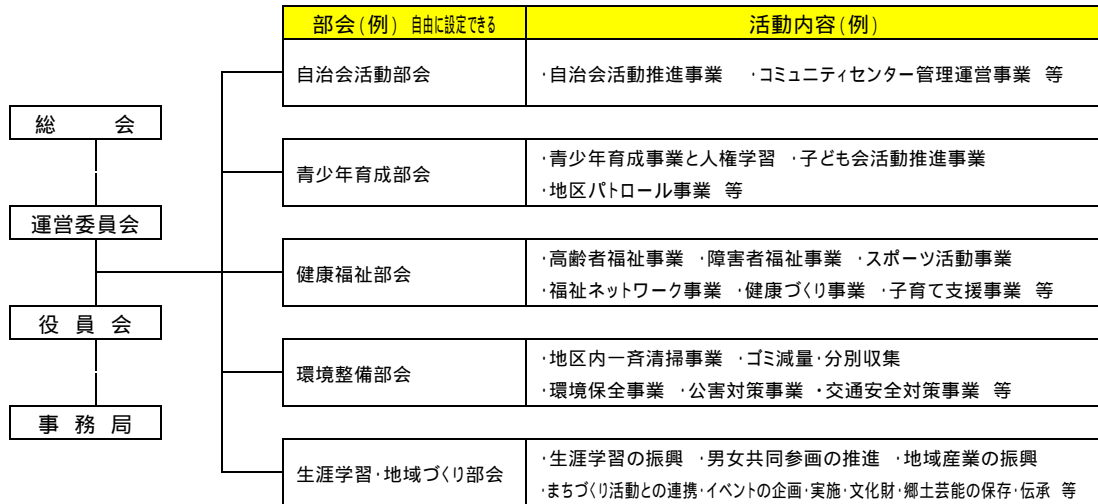 部会(例) 自由に設定できる
活動内容(例)
自治会活動部会
・自治会活動推進事業 ・コミュニティセンター管理運営事業 等
総 会
青少年育成部会
・青少年育成事業と人権学習 ・子ども会活動推進事業
・地区パトロール事業 等
運営委員会
健康福祉部会
・高齢者福祉事業 ・障害者福祉事業 ・スポーツ活動事業
・福祉ネットワーク事業 ・健康づくり事業 ・子育て支援事業 等
役 員 会
環境整備部会
・地区内一斉清掃事業 ・ゴミ減量・分別収集
・環境保全事業 ・公害対策事業 ・交通安全対策事業 等
事 務 局
生涯学習・地域づくり部会
・生涯学習の振興 ・男女共同参画の推進 ・地域産業の振興
・まちづくり活動との連携・イベントの企画・実施・文化財・郷土芸能の保存・伝承 等